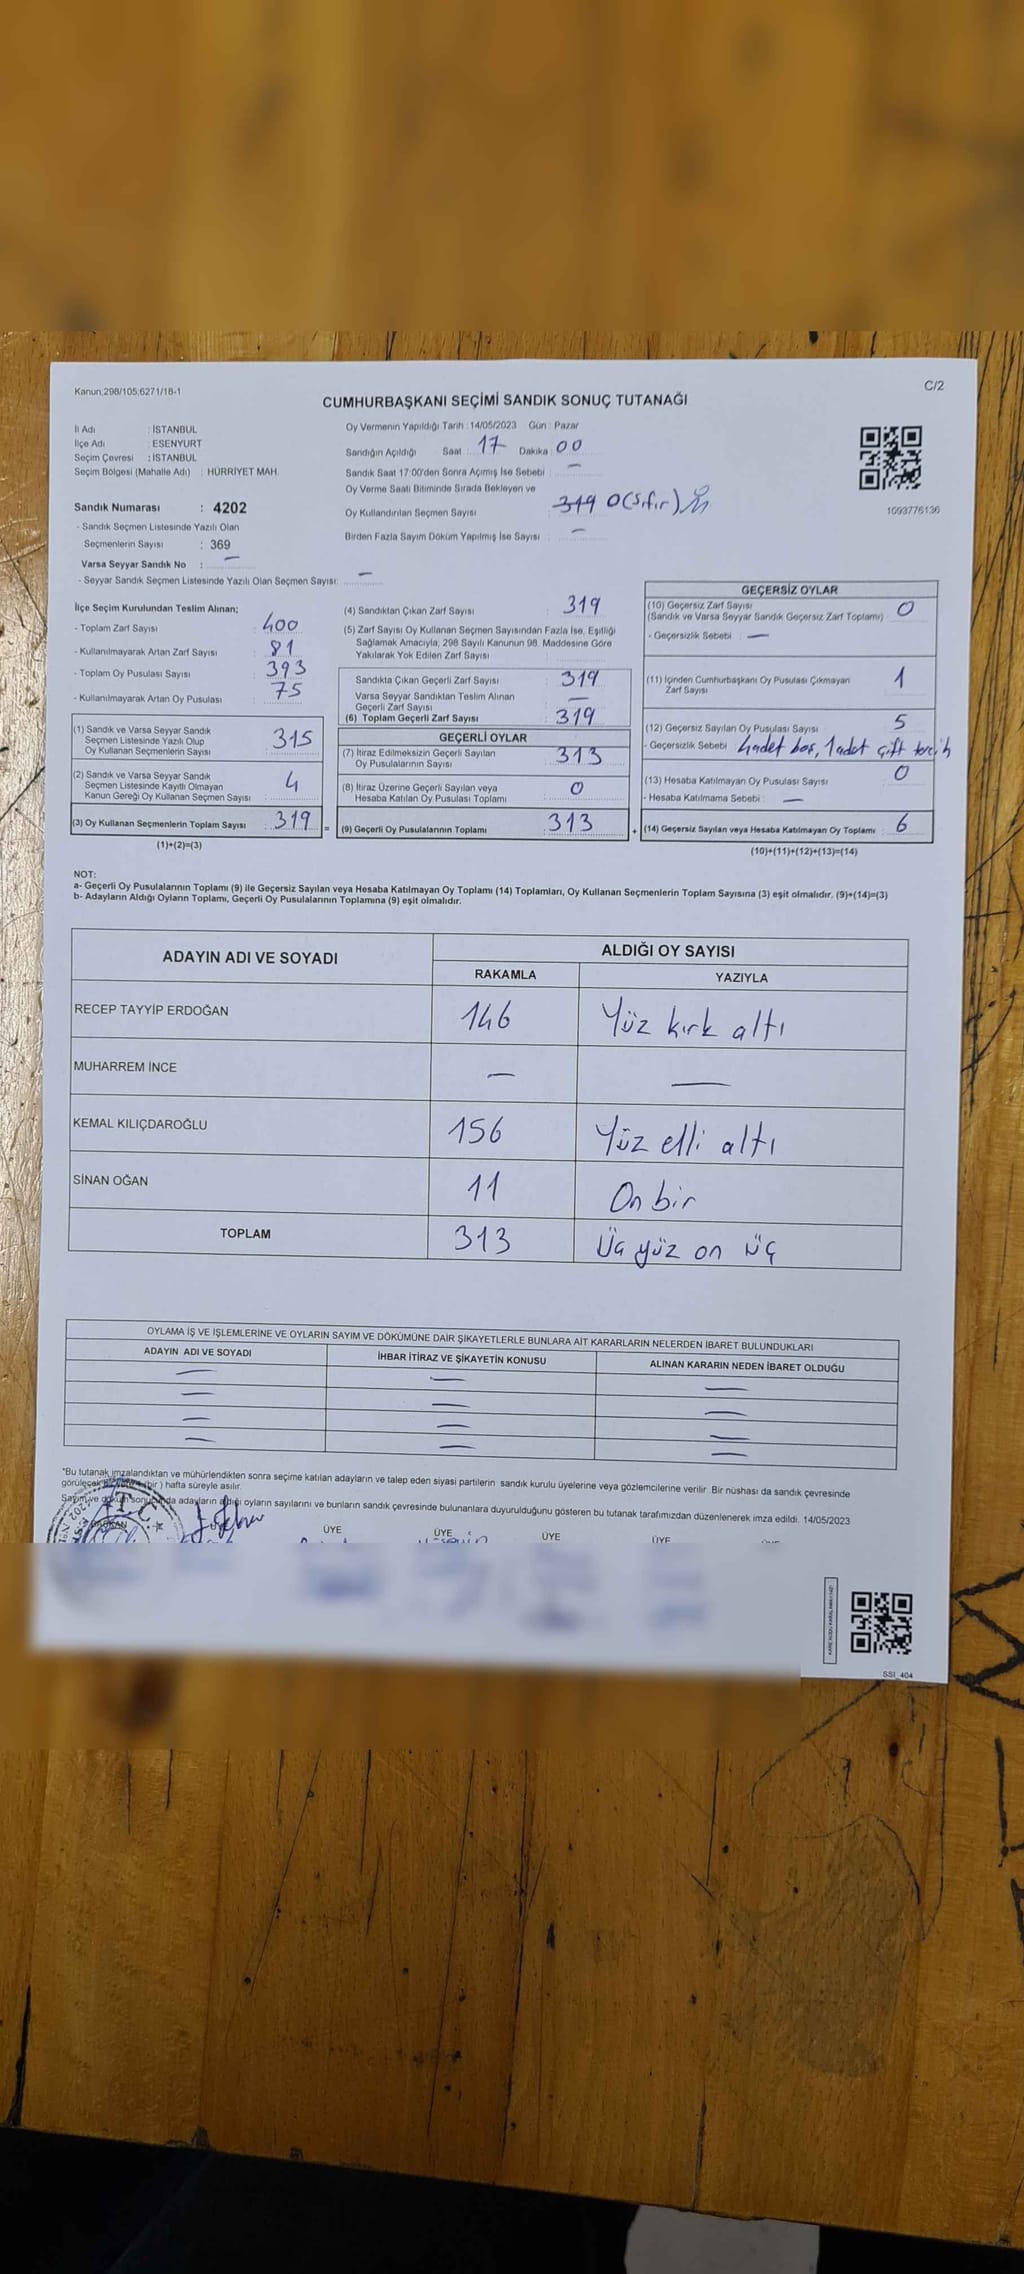 Kanun;298/105;6271/18-1
C/2
CUMHURBAŞKANI SEÇİMİ SANDIK SONUÇ TUTANAĞI
İl Adı : İSTANBUL
İlçe Adı : ESENYURT
Seçim Çevresi : İSTANBUL
Seçim Bölgesi (Mahalle Adı) : HÜRRİYET MAH.
Sandık Numarası : 4202
- Sandık Seçmen Listesinde Yazılı Olan
Seçmenlerin Sayısı : 369
Varsa Seyyar Sandık No : —
- Seyyar Sandık Seçmen Listesinde Yazılı Olan Seçmen Sayısı: —
Oy Vermenin Yapıldığı Tarih : 14/05/2023 Gün : Pazar
Sandığın Açıldığı Saat : 17 Dakika : 00
Sandık Saat 17:00'den Sonra Açımış İse Sebebi : —
Oy Verme Saati Bitiminde Sırada Bekleyen ve
Oy Kullandırılan Seçmen Sayısı : 319 0 (Sıfır)
Birden Fazla Sayım Döküm Yapılmış İse Sayısı : —
1093776136
İlçe Seçim Kurulundan Teslim Alınan;
- Toplam Zarf Sayısı : 400
- Kullanılmayarak Artan Zarf Sayısı : 81
- Toplam Oy Pusulası Sayısı : 393
- Kullanılmayarak Artan Oy Pusulası : 75
(1) Sandık ve Varsa Seyyar Sandık
Seçmen Listesinde Yazılı Olup
Oy Kullanan Seçmenlerin Sayısı : 315
(2) Sandık ve Varsa Seyyar Sandık
Seçmen Listesinde Kayıtlı Olmayan
Kanun Gereği Oy Kullanan Seçmen Sayısı : 4
(3) Oy Kullanan Seçmenlerin Toplam Sayısı : 319 =
(1)+(2)=(3)
(4) Sandıktan Çıkan Zarf Sayısı : 319
(5) Zarf Sayısı Oy Kullanan Seçmen Sayısından Fazla İse, Eşitliği
Sağlamak Amacıyla, 298 Sayılı Kanunun 98. Maddesine Göre
Yakılarak Yok Edilen Zarf Sayısı
Sandıkta Çıkan Geçerli Zarf Sayısı : 319
Varsa Seyyar Sandıktan Teslim Alınan
Geçerli Zarf Sayısı : —
(6) Toplam Geçerli Zarf Sayısı : 319
GEÇERLİ OYLAR
(7) İtiraz Edilmeksizin Geçerli Sayılan
Oy Pusulalarının Sayısı : 313
(8) İtiraz Üzerine Geçerli Sayılan veya
Hesaba Katılan Oy Pusulası Toplamı : 0
(9) Geçerli Oy Pusulalarının Toplamı : 313 +
GEÇERSİZ OYLAR
(10) Geçersiz Zarf Sayısı
(Sandık ve Varsa Seyyar Sandık Geçersiz Zarf Toplamı) : 0
- Geçersizlik Sebebi : —
(11) İçinden Cumhurbaşkanı Oy Pusulası Çıkmayan
Zarf Sayısı : 1
(12) Geçersiz Sayılan Oy Pusulası Sayısı : 5
- Geçersizlik Sebebi : 4 adet boş, 1 adet çift tercih
(13) Hesaba Katılmayan Oy Pusulası Sayısı : 0
- Hesaba Katılmama Sebebi : —
(14) Geçersiz Sayılan veya Hesaba Katılmayan Oy Toplamı : 6
(10)+(11)+(12)+(13)=(14)
NOT:
a- Geçerli Oy Pusulalarının Toplamı (9) ile Geçersiz Sayılan veya Hesaba Katılmayan Oy Toplamı (14) Toplamları, Oy Kullanan Seçmenlerin Toplam Sayısına (3) eşit olmalıdır. (9)+(14)=(3)
b- Adayların Aldığı Oyların Toplamı, Geçerli Oy Pusulalarının Toplamına (9) eşit olmalıdır.
ADAYIN ADI VE SOYADI
ALDIĞI OY SAYISI
RAKAMLA YAZIYLA
RECEP TAYYİP ERDOĞAN 146 Yüz kırk altı
MUHARREM İNCE — —
KEMAL KILIÇDAROĞLU 156 Yüz elli altı
SİNAN OĞAN 11 On bir
TOPLAM 313 Üç yüz on üç
OYLAMA İŞ VE İŞLEMLERİNE VE OYLARIN SAYIM VE DÖKÜMÜNE DAİR ŞİKAYETLERLE BUNLARA AİT KARARLARIN NELERDEN İBARET BULUNDUKLARI
ADAYIN ADI VE SOYADI İHBAR İTİRAZ VE ŞİKAYETİN KONUSU ALINAN KARARIN NEDEN İBARET OLDUĞU
— — —
— — —
— — —
— — —
*Bu tutanak imzalandıktan ve mühürlendikten sonra seçime katılan adayların ve talep eden siyasi partilerin sandık kurulu üyelerine veya gözlemcilerine verilir. Bir nüshası da sandık çevresinde
(bir) hafta süreyle asılır.
Sayım ve döküm sonucunda adayların aldığı oyların sayılarını ve bunların sandık çevresinde bulunanlara duyurulduğunu gösteren bu tutanak tarafımızdan düzenlenerek imza edildi. 14/05/2023
T.C.
BAŞKAN ÜYE ÜYE ÜYE ÜYE
SSI_404